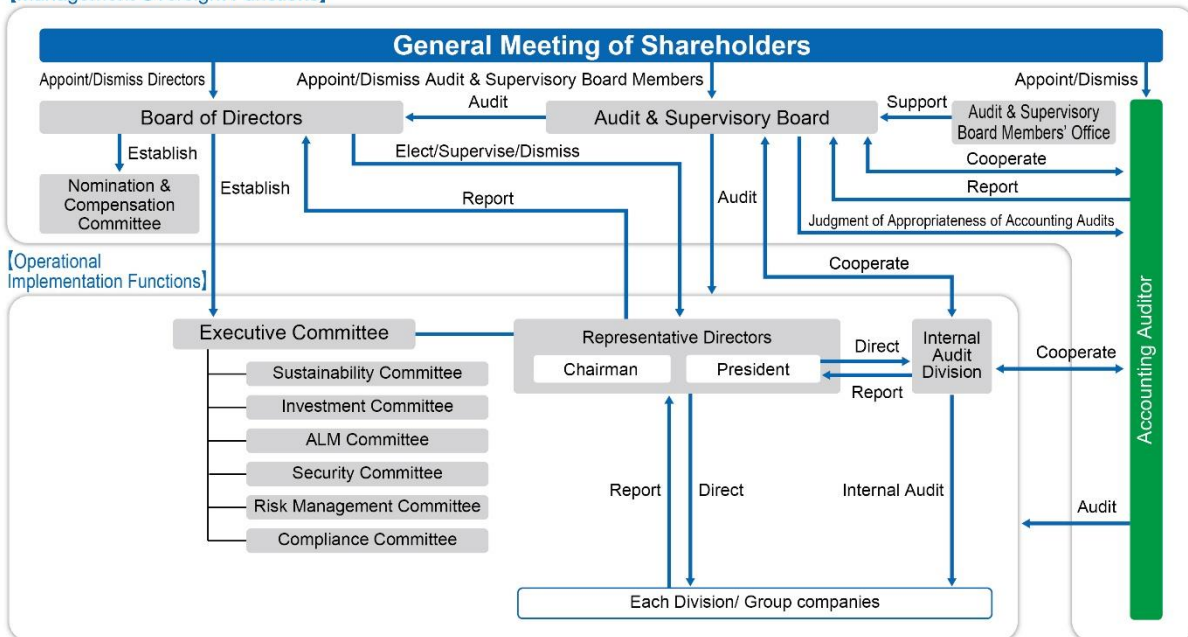 General Meeting of Shareholders
Appoint/Dismiss Directors
Appoint/Dismiss Audit & Supervisory Board Members
Appoint/Dismiss
Board of Directors
Audit
Audit & Supervisory Board
Support
Audit & Supervisory
Board Members' Office
Establish
Elect/Supervise/Dismiss
Cooperate
Nomination &
Compensation
Committee
Establish
Report
Audit
Report
Judgment of Appropriateness of Accounting Audits
【Operational
Implementation Functions】
Cooperate
Executive Committee
Representative Directors
Chairman
President
Direct
Report
Internal
Audit
Division
Cooperate
Accounting Auditor
Sustainability Committee
Investment Committee
ALM Committee
Security Committee
Risk Management Committee
Compliance Committee
Report
Direct
Internal Audit
Audit
Each Division/ Group companies